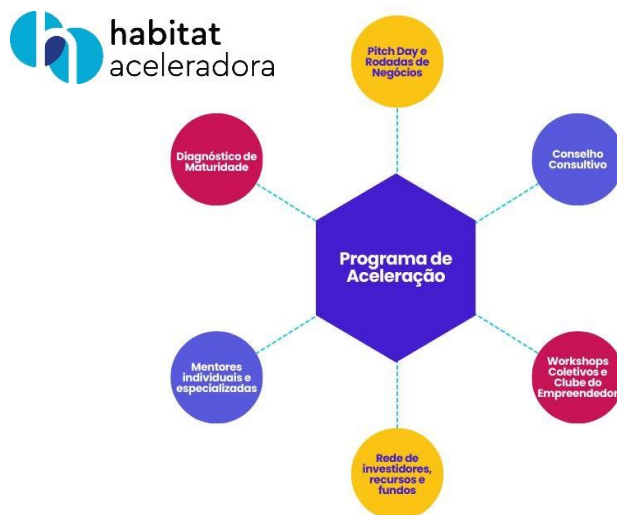 habitat
aceleradora
Pitch Day e
Rodadas de
Negócios
Diagnóstico de
Maturidade
Conselho
Consultivo
Programa de
Aceleração
Mentores
individuais e
especializadas
Workshops
Coletivos e
Clube do
Empreendedor
Rede de
investidores,
recursos e
fundos